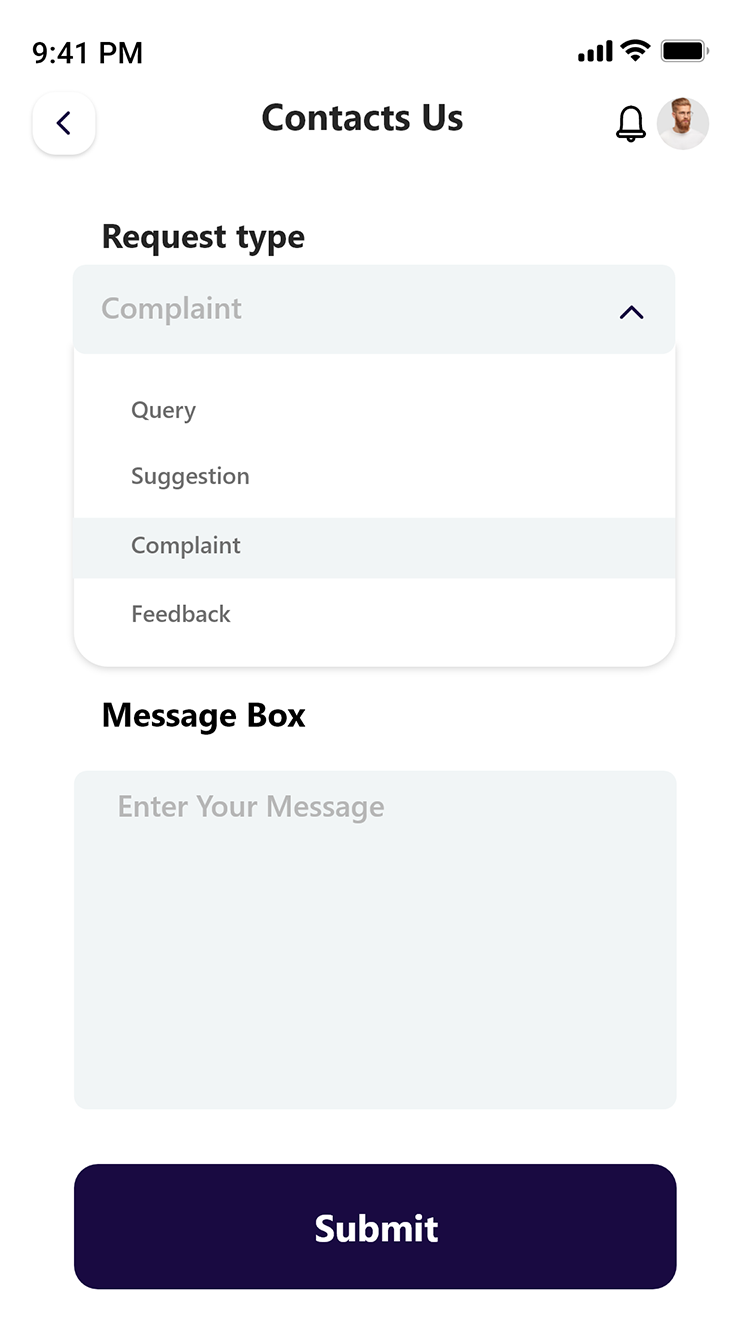 9:41 PM
Contacts Us
Request type
Complaint
Query
Suggestion
Complaint
Feedback
Message Box
Enter Your Message
Submit